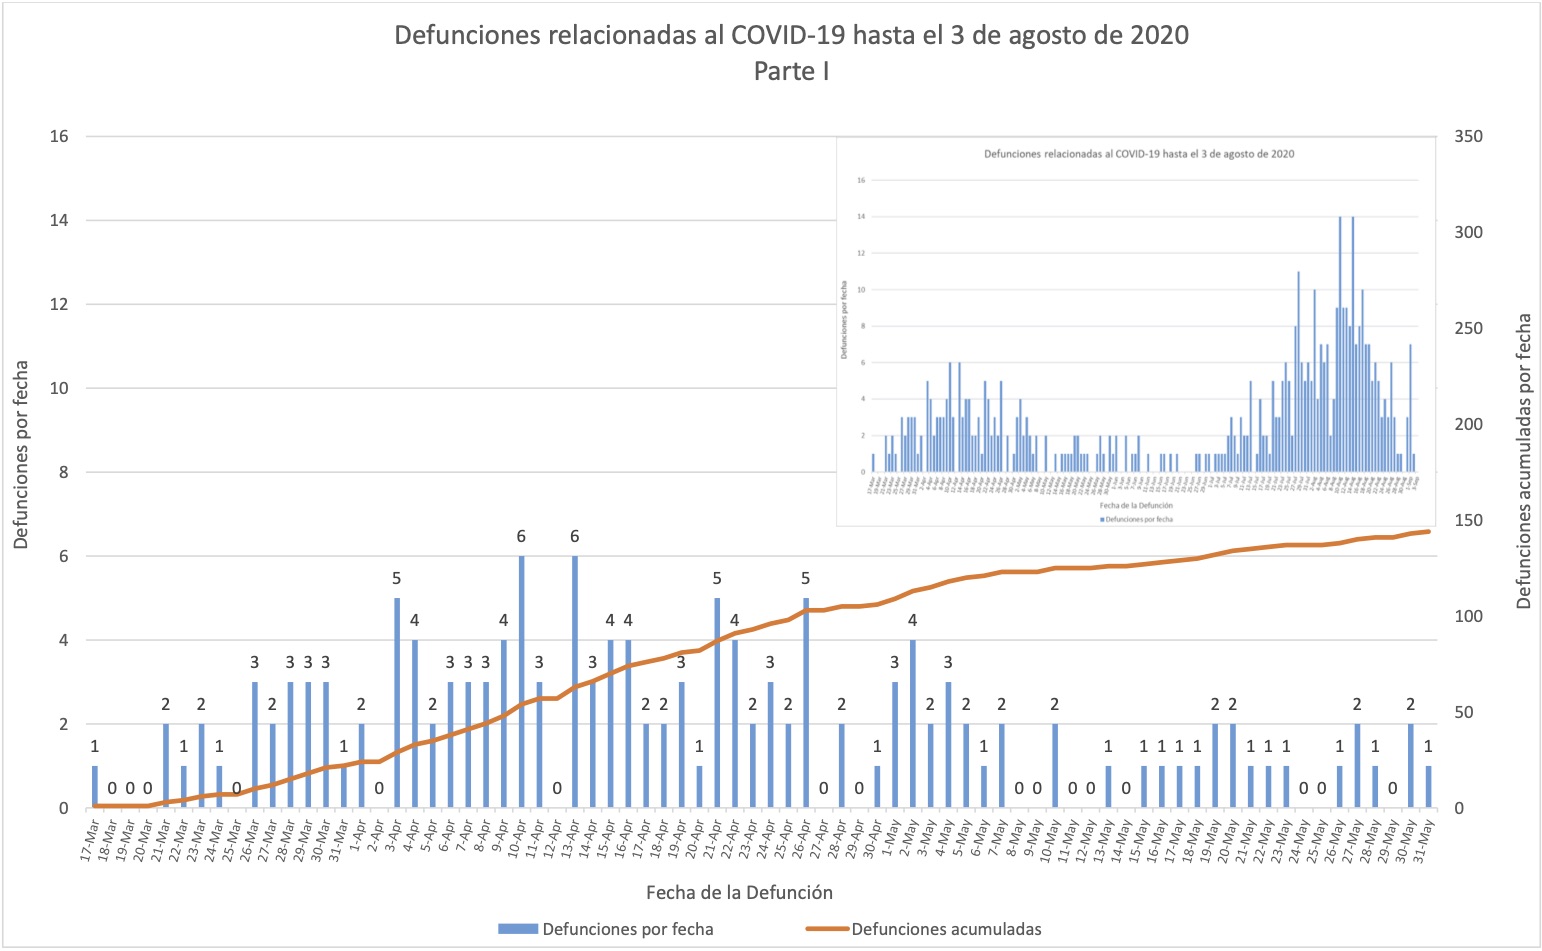 Defunciones relacionadas al COVID-19 hasta el 3 de agosto de 2020
Parte I
16
14
12
10
8
6
4
2
0
Defunciones por fecha
350
300
250
200
150
100
50
0
Defunciones acumuladas por fecha
Defunciones relacionadas al COVID-19 hasta el 3 de agosto de 2020
16
14
12
10
8
6
4
2
0
Defunciones por fecha
Fecha de la Defunción
Defunciones por fecha
1 0 0 0 2 1 2 1 0 3 2 3 3 3 1 2 0 5 4 2 3 3 3 4 6 3 0 6 3 4 4 2 2 3 1 5 4 2 3 2 5 0 2 0 1 3 4 2 3 2 1 2 0 0 2 0 0 1 0 1 1 1 1 2 2 1 1 1 0 0 1 2 1 0 2 1
17-Mar 18-Mar 19-Mar 20-Mar 21-Mar 22-Mar 23-Mar 24-Mar 25-Mar 26-Mar 27-Mar 28-Mar 29-Mar 30-Mar 31-Mar 1-Apr 2-Apr 3-Apr 4-Apr 5-Apr 6-Apr 7-Apr 8-Apr 9-Apr 10-Apr 11-Apr 12-Apr 13-Apr 14-Apr 15-Apr 16-Apr 17-Apr 18-Apr 19-Apr 20-Apr 21-Apr 22-Apr 23-Apr 24-Apr 25-Apr 26-Apr 27-Apr 28-Apr 29-Apr 30-Apr 1-May 2-May 3-May 4-May 5-May 6-May 7-May 8-May 9-May 10-May 11-May 12-May 13-May 14-May 15-May 16-May 17-May 18-May 19-May 20-May 21-May 22-May 23-May 24-May 25-May 26-May 27-May 28-May 29-May 30-May 31-May
Fecha de la Defunción
Defunciones por fecha
Defunciones acumuladas